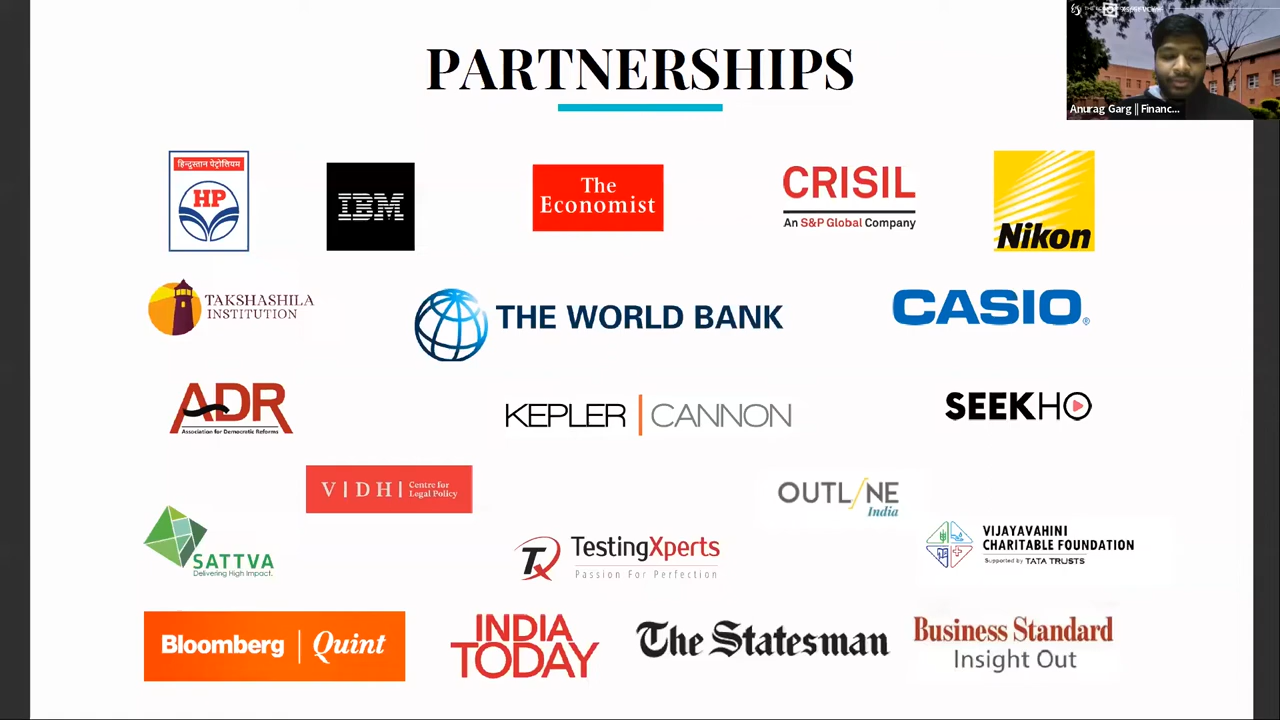 PARTNERSHIPS
Anurag Garg || Financ...
हिन्दुस्तान पेट्रोलियम
HP
IBM
The
Economist
CRISIL
An S&P Global Company
Nikon
TAKSHASHILA
INSTITUTION
THE WORLD BANK
CASIO
®
ADR
Association for Democratic Reforms
KEPLER | CANNON
SEEKHO
V | D H |
Centre for
Legal Policy
OUTL/NE
India
SATTVA
Delivering High Impact.
TX
TestingXperts
Passion For Perfection
VIJAYAVAHINI
CHARITABLE FOUNDATION
Supported by TATA TRUSTS
Bloomberg | Quint
INDIA
TODAY
The Statesman
Business Standard
Insight Out